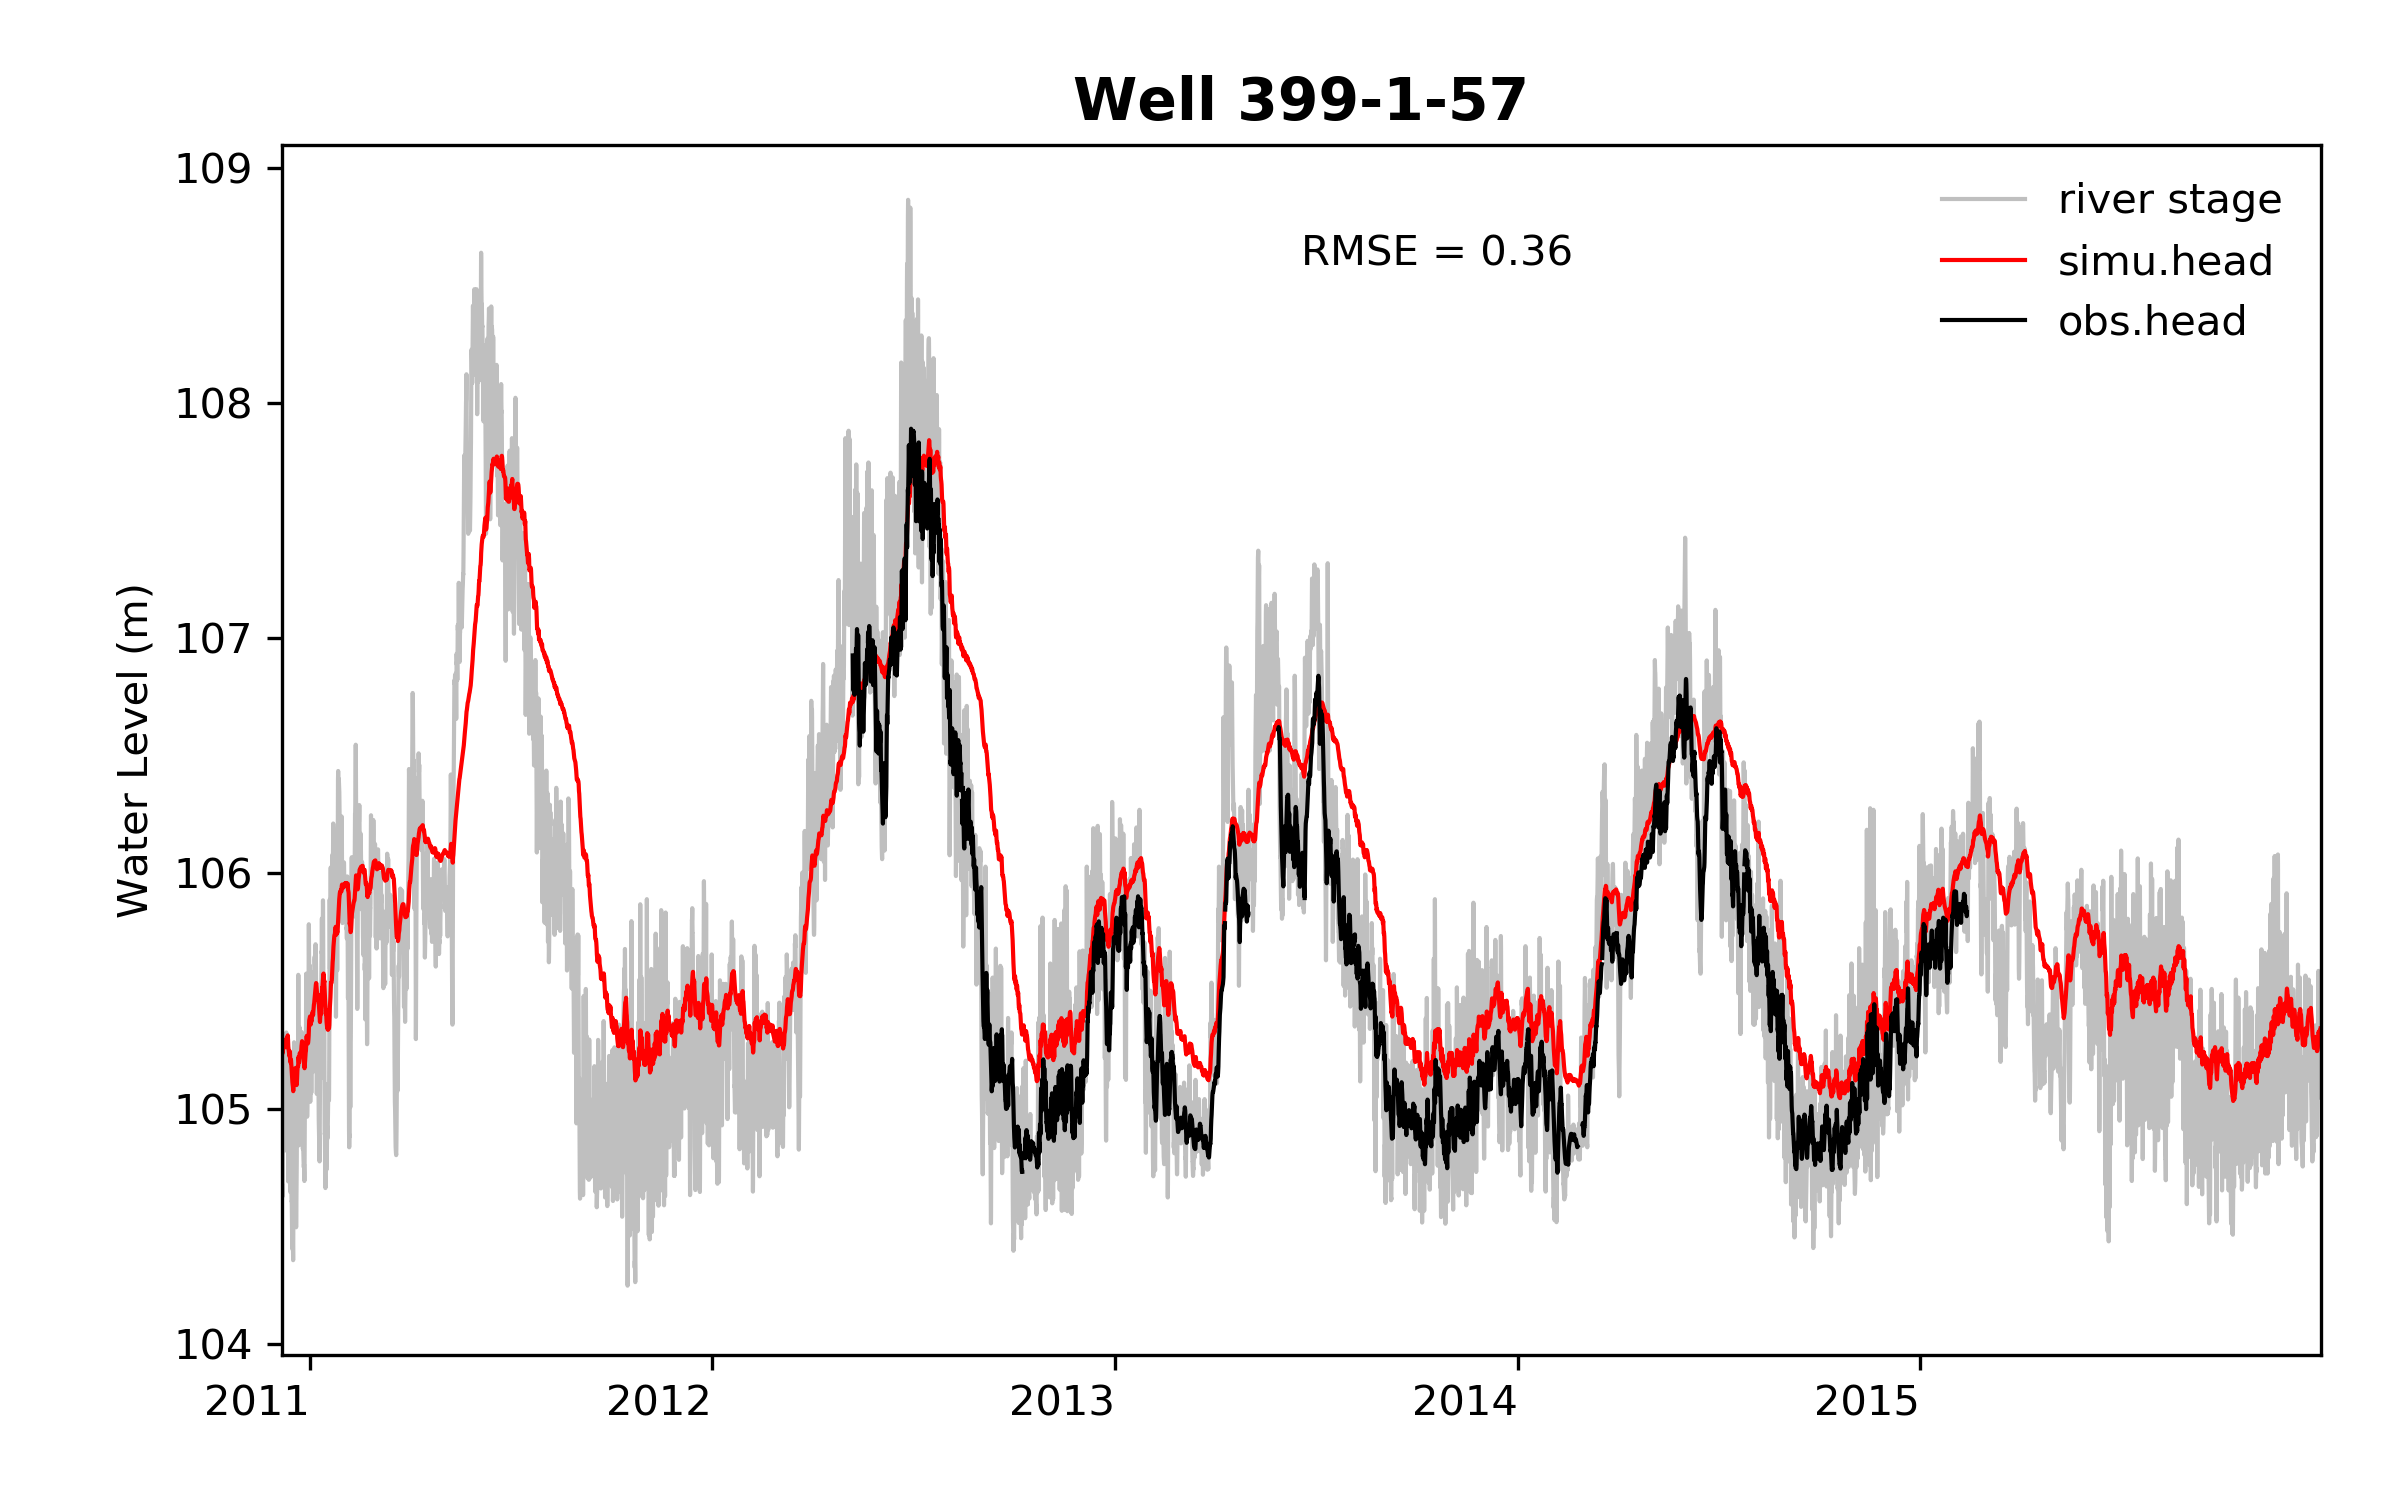 Well 399-1-57
RMSE = 0.36
river stage
simu.head
obs.head
Water Level (m)
109
108
107
106
105
104
2011
2012
2013
2014
2015